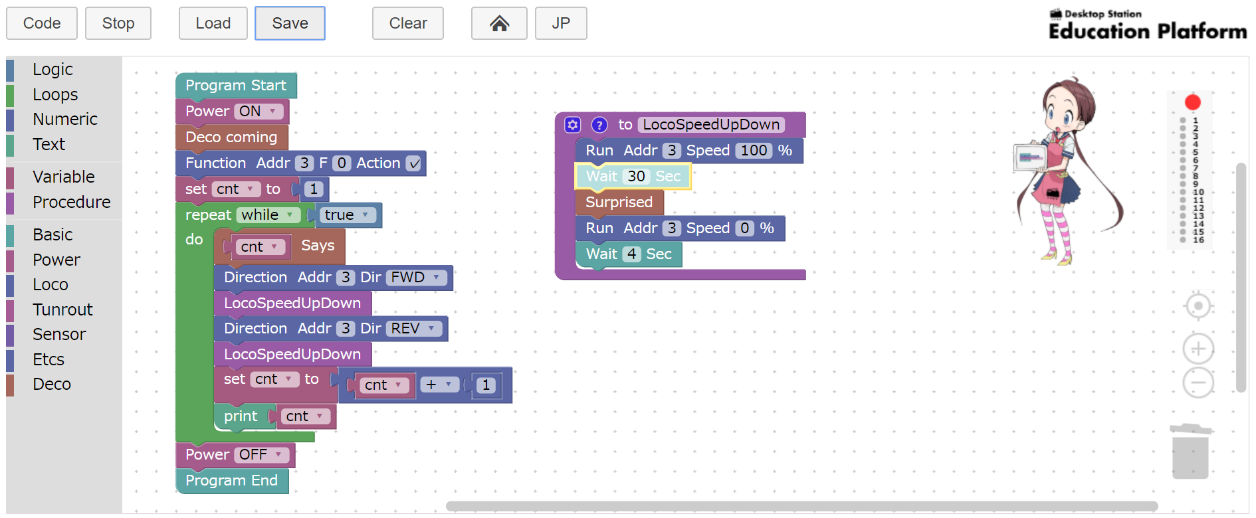 Code Stop Load Save Clear JP
Desktop Station
Education Platform
Logic
Loops
Numeric
Text
Variable
Procedure
Basic
Power
Loco
Tunrout
Sensor
Etcs
Deco
Program Start
Power ON
Deco coming
Function Addr 3 F 0 Action
set cnt to 1
repeat while true
do
cnt Says
Direction Addr 3 Dir FWD
LocoSpeedUpDown
Direction Addr 3 Dir REV
LocoSpeedUpDown
set cnt to cnt + 1
print cnt
Power OFF
Program End
? to LocoSpeedUpDown
Run Addr 3 Speed 100 %
Wait 30 Sec
Surprised
Run Addr 3 Speed 0 %
Wait 4 Sec
1
2
3
4
5
6
7
8
9
10
11
12
13
14
15
16